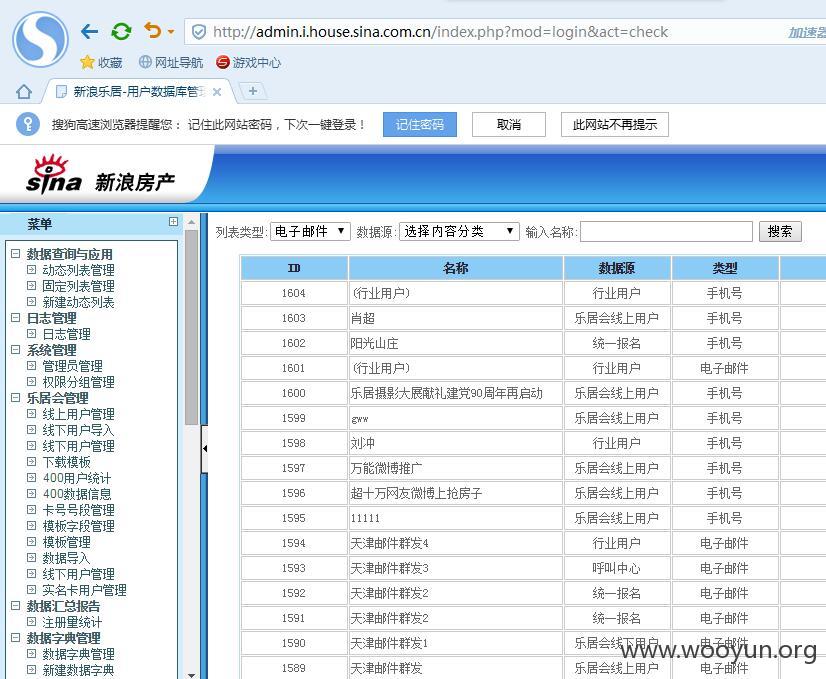 http://admin.i.house.sina.com.cn/index.php?mod=login&act=check
加速器
收藏 网址导航 游戏中心
新浪乐居-用户数据库管
搜狗高速浏览器提醒您： 记住此网站密码，下次一键登录！ 记住密码 取消 此网站不再提示
sina 新浪房产
菜单
数据查询与应用
动态列表管理
固定列表管理
新建动态列表
日志管理
日志管理
系统管理
管理员管理
权限分组管理
乐居会管理
线上用户管理
线下用户导入
线下用户管理
下载模板
400用户统计
400数据信息
卡号号段管理
模板字段管理
模板管理
数据导入
线下用户管理
实名卡用户管理
数据汇总报告
注册量统计
数据字典管理
数据字典管理
新建数据字典
列表类型: 电子邮件 数据源: 选择内容分类 输入名称: 搜索
ID 名称 数据源 类型
1604 (行业用户) 行业用户 手机号
1603 肖超 乐居会线上用户 手机号
1602 阳光山庄 统一报名 手机号
1601 (行业用户) 行业用户 电子邮件
1600 乐居摄影大展献礼建党90周年再启动 乐居会线上用户 手机号
1599 gww 乐居会线上用户 手机号
1598 刘冲 行业用户 手机号
1597 万能微博推广 乐居会线上用户 手机号
1596 超十万网友微博上抢房子 乐居会线上用户 手机号
1595 11111 乐居会线上用户 手机号
1594 天津邮件群发4 行业用户 电子邮件
1593 天津邮件群发3 呼叫中心 电子邮件
1592 天津邮件群发2 统一报名 电子邮件
1591 天津邮件群发2 统一报名 电子邮件
1590 天津邮件群发1 乐居会线下用户 电子邮件
1589 天津邮件群发 乐居会线上用户 电子邮件
www.wooyun.org